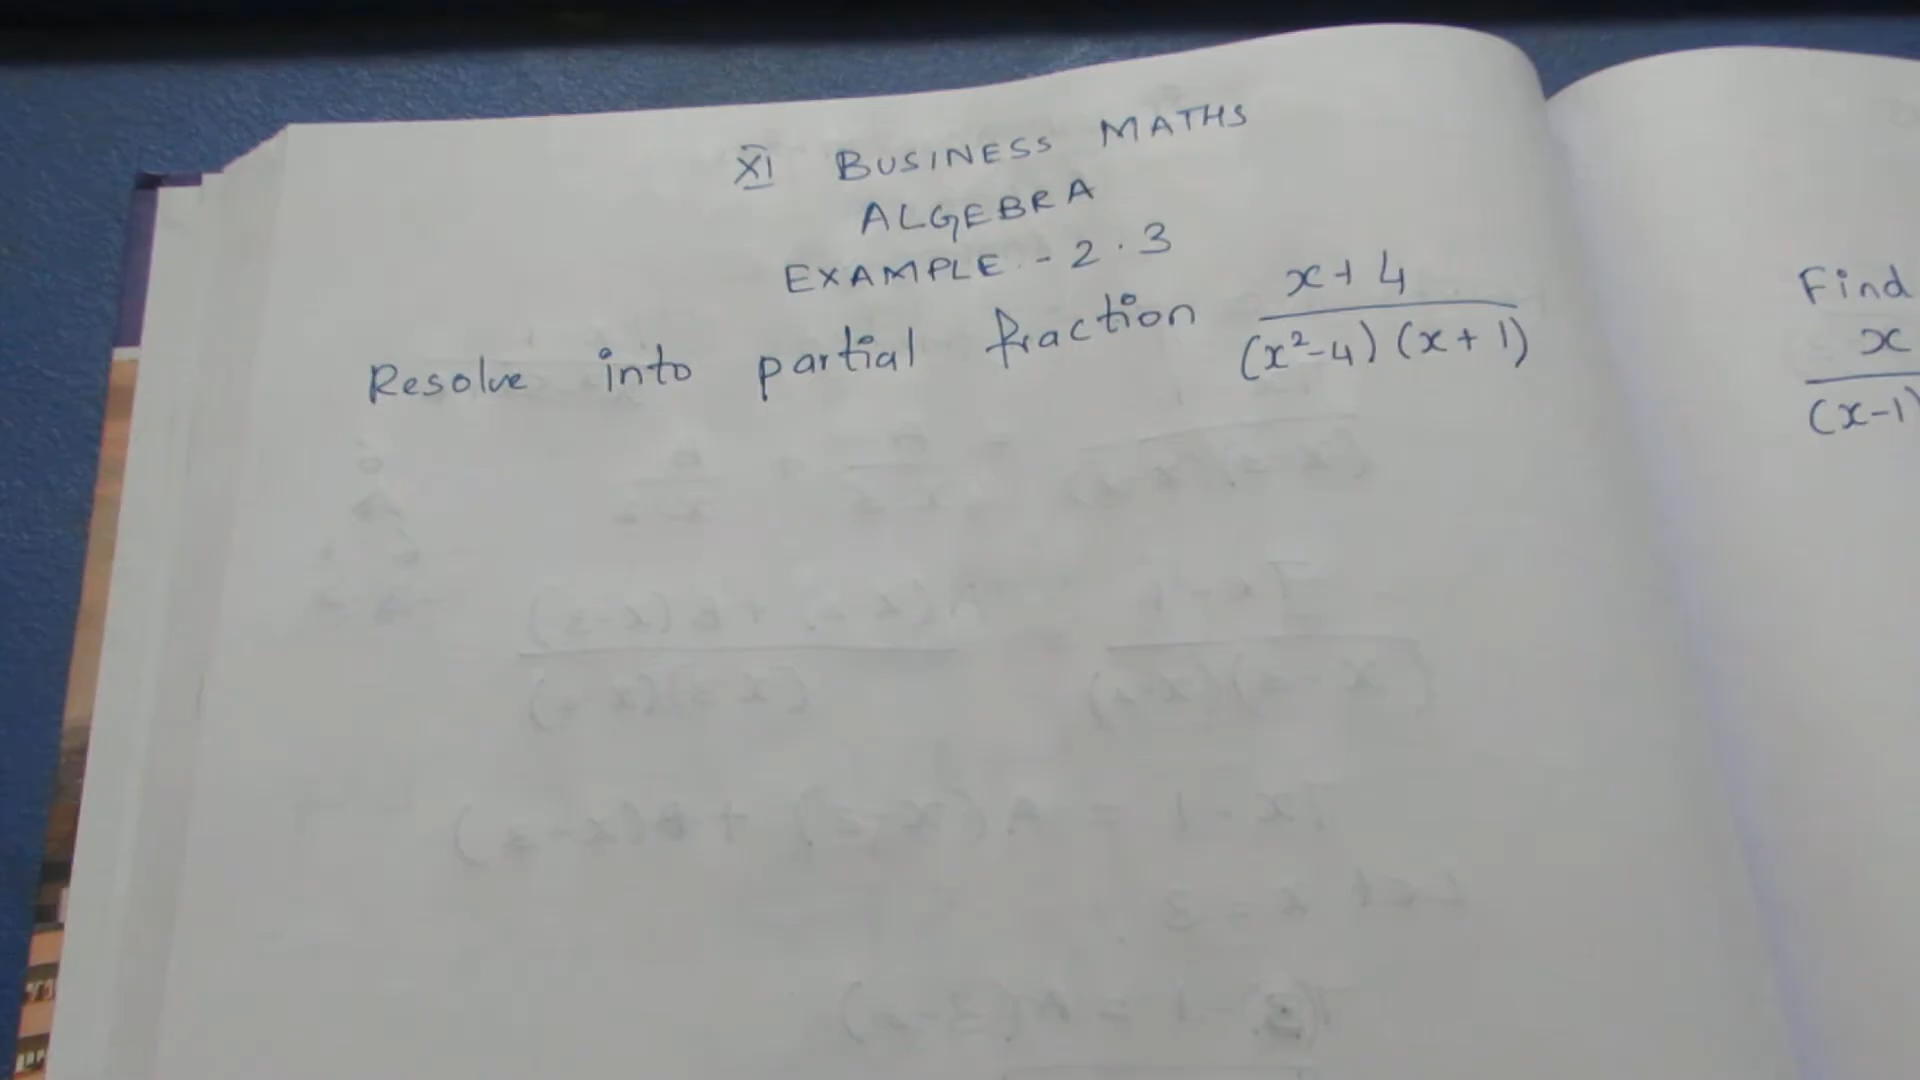 XI BUSINESS MATHS
ALGEBRA
EXAMPLE - 2.3
Resolve into partial fraction x+4 / (x²-4)(x+1)
Find
x
(x-1)